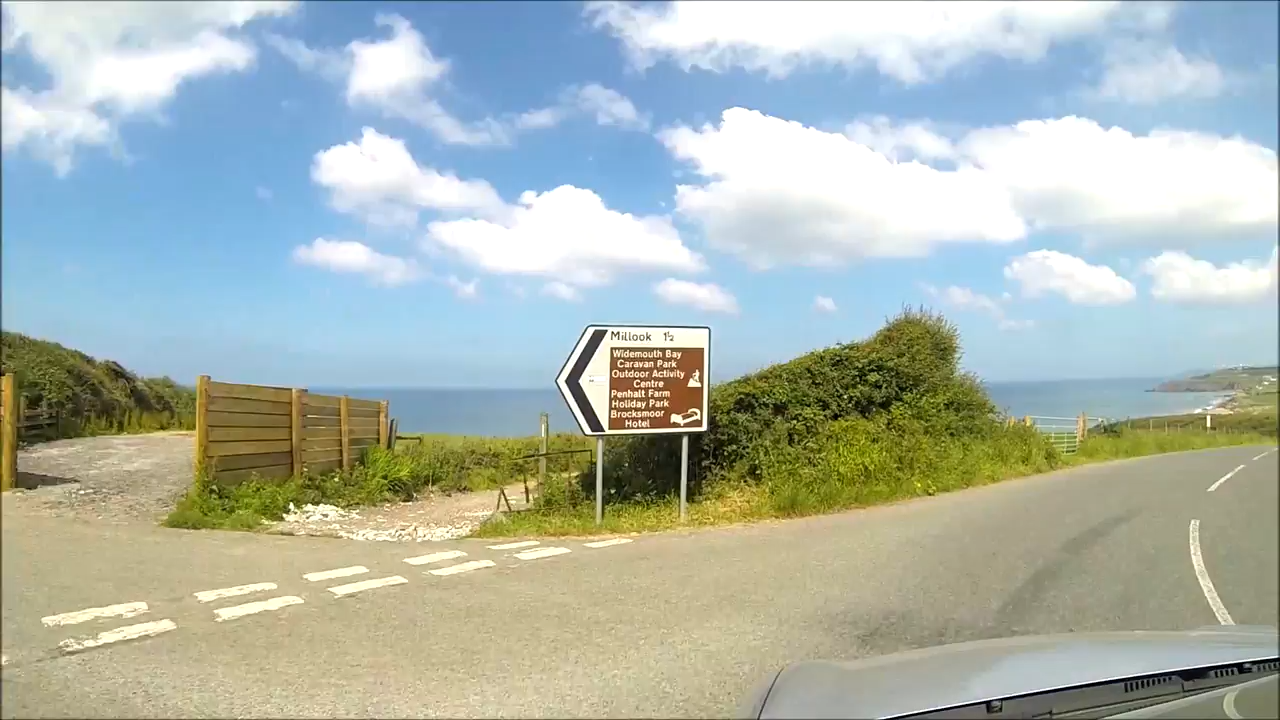 Millook 1½
Widemouth Bay
Caravan Park
Outdoor Activity
Centre
Penhalt Farm
Holiday Park
Brocksmoor
Hotel